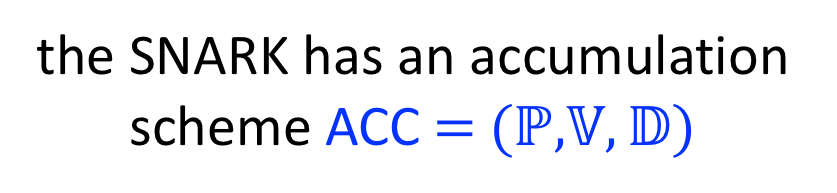 the SNARK has an accumulation
scheme ACC = (ℙ,𝕍, 𝔻)